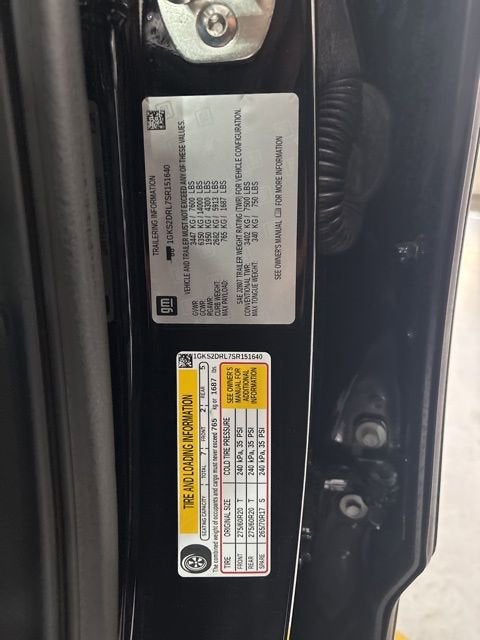 TRAILERING INFORMATION
1GKS2DRL7SR151640
VEHICLE AND TRAILER MUST NOT EXCEED ANY OF THESE VALUES.
GVWR: 3447 KG / 7600 LBS
GCWR: 6350 KG / 14000 LBS
RGAWR: 1950 KG / 4300 LBS
CURB WEIGHT: 2682 KG / 5913 LBS
MAX PAYLOAD: 765 KG / 1687 LBS
SAE J2807 TRAILER WEIGHT RATING (TWR) FOR VEHICLE CONFIGURATION.
CONVENTIONAL TWR: 3402 KG / 7500 LBS
MAX TONGUE WEIGHT: 340 KG / 750 LBS
SEE OWNER'S MANUAL FOR MORE INFORMATION
gm
TIRE AND LOADING INFORMATION
SEATING CAPACITY TOTAL 7 FRONT 2 REAR 5
The combined weight of occupants and cargo must never exceed 765 kg or 1687 lbs
1GKS2DRL7SR151640
TIRE ORIGINAL SIZE COLD TIRE PRESSURE
FRONT 275/60R20 T 240 kPa, 35 PSI
REAR 275/60R20 T 240 kPa, 35 PSI
SPARE 265/70R17 S 240 kPa, 35 PSI
SEE OWNER'S
MANUAL FOR
ADDITIONAL
INFORMATION